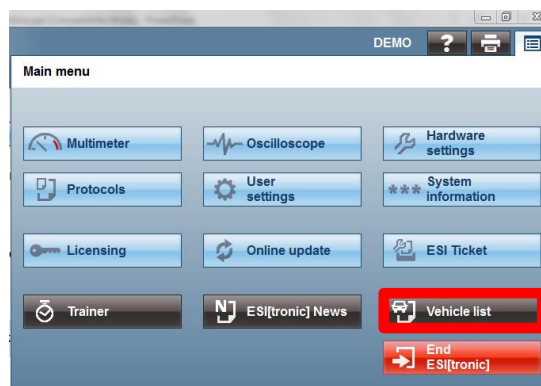 DEMO ?
Main menu
Multimeter
Oscilloscope
Hardware
settings
Protocols
User
settings
*** System
information
Licensing
Online update
ESI Ticket
Trainer
N ESI[tronic] News
Vehicle list
End
ESI[tronic]